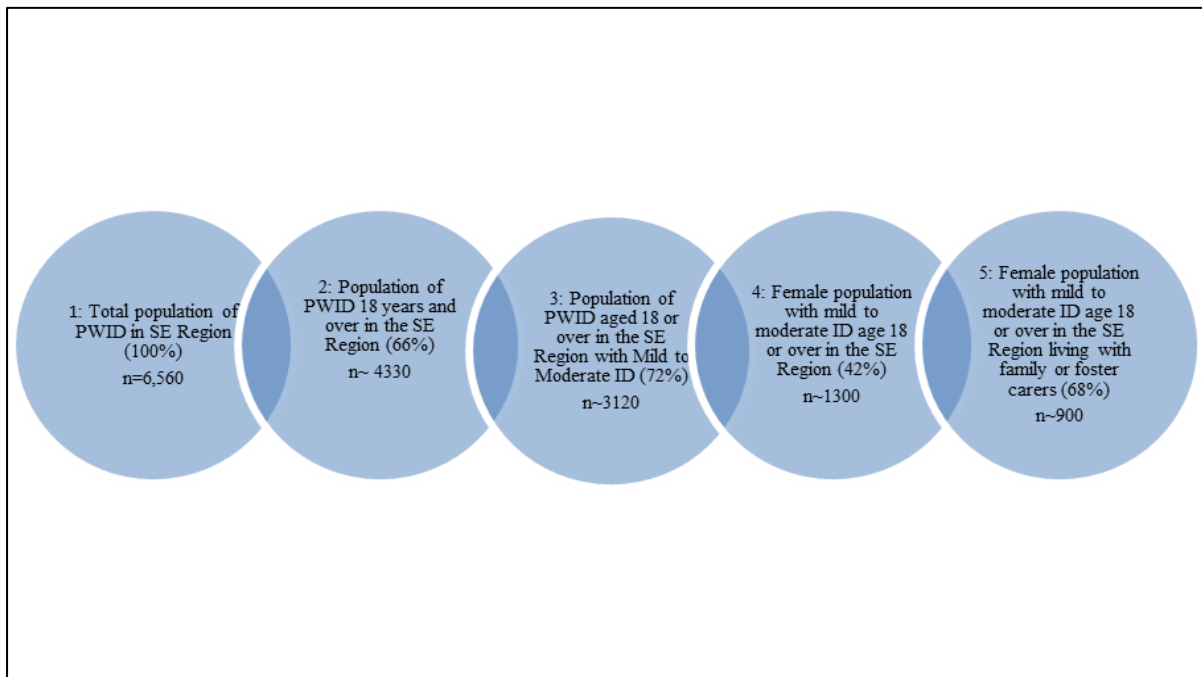 1: Total population of
PWID in SE Region
(100%)
n=6,560
2: Population of
PWID 18 years and
over in the SE
Region (66%)
n~ 4330
3: Population of
PWID aged 18 or
over in the SE
Region with Mild to
Moderate ID (72%)
n~3120
4: Female population
with mild to
moderate ID age 18
or over in the SE
Region (42%)
n~1300
5: Female population
with mild to
moderate ID age 18
or over in the SE
Region living with
family or foster
carers (68%)
n~900